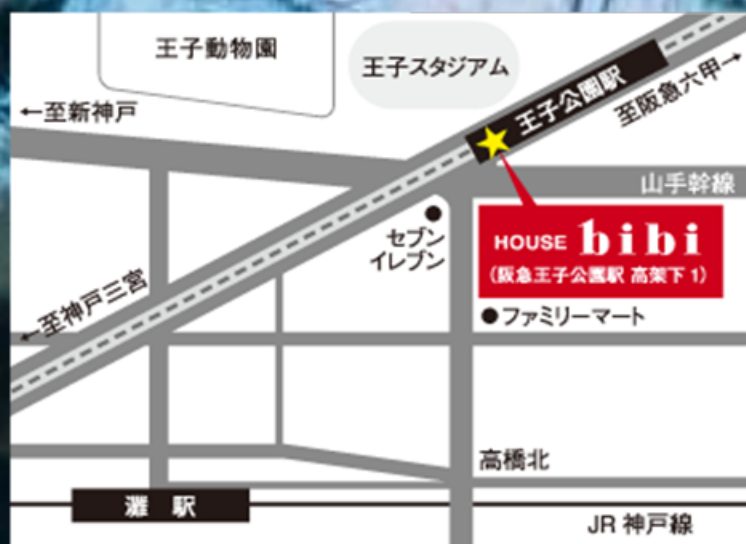 王子動物園
王子スタジアム
王子公園駅
至阪急六甲→
←至新神戸
山手幹線
セブン
イレブン
HOUSE bibi
(阪急王子公園駅 高架下1)
←至神戸三宮
ファミリーマート
高橋北
灘 駅
JR 神戸線